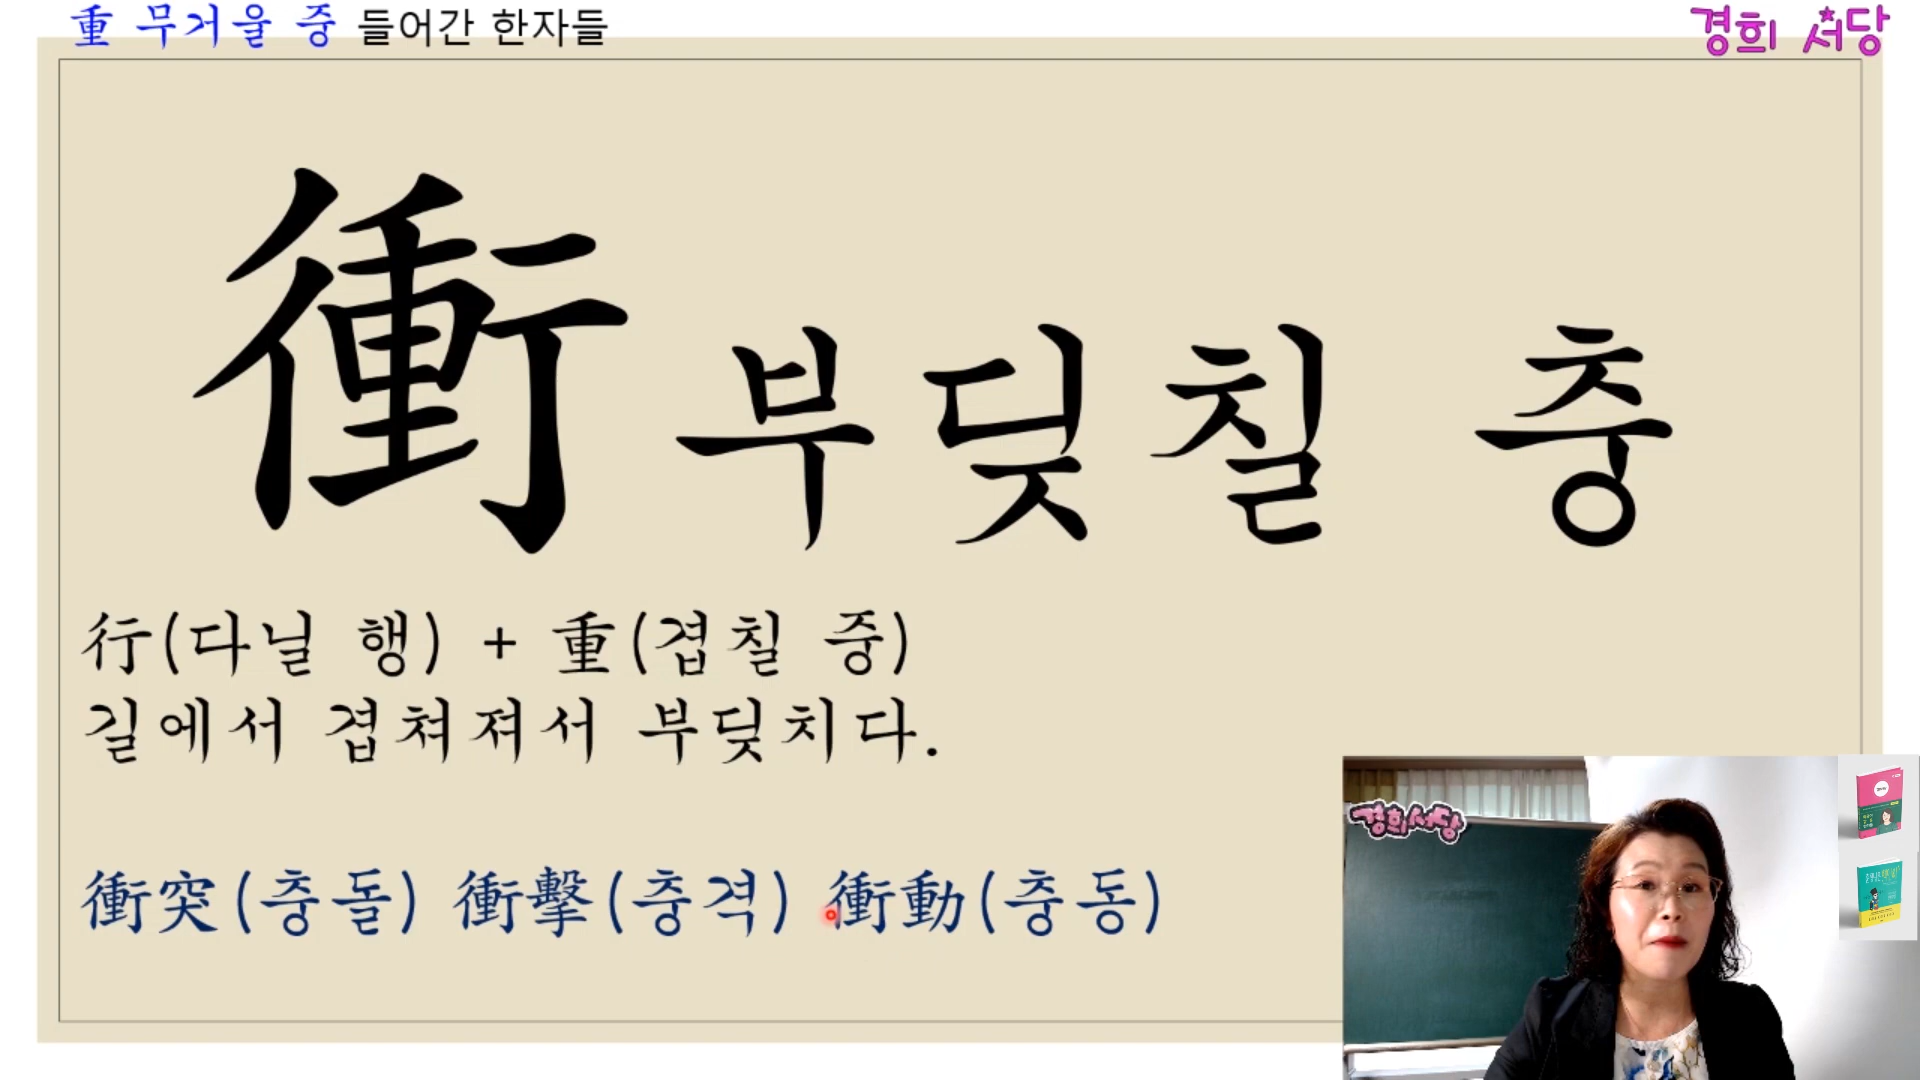 重 무거울 중 들어간 한자들
경희 서당
衝 부딪칠 충
行(다닐 행) + 重(겹칠 중)
길에서 겹쳐져서 부딪치다.
衝突(충돌) 衝擊(충격) 衝動(충동)
경희서당